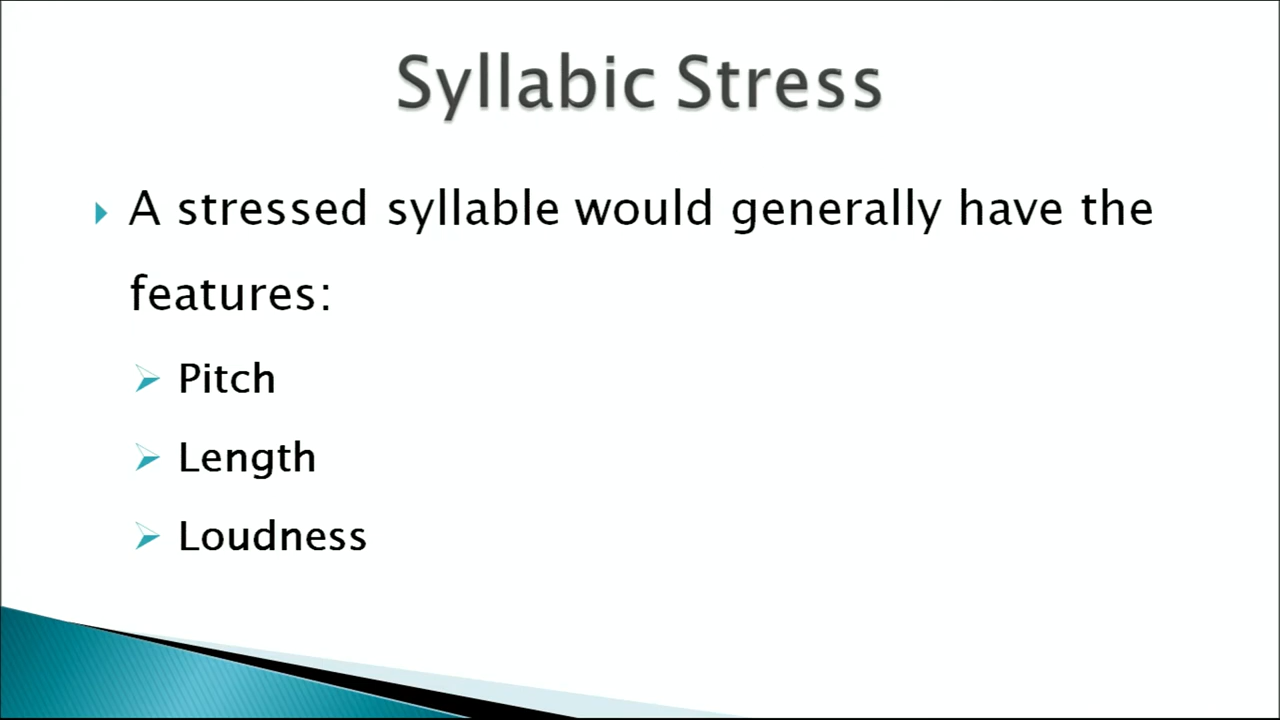 Syllabic Stress
A stressed syllable would generally have the
features:
Pitch
Length
Loudness